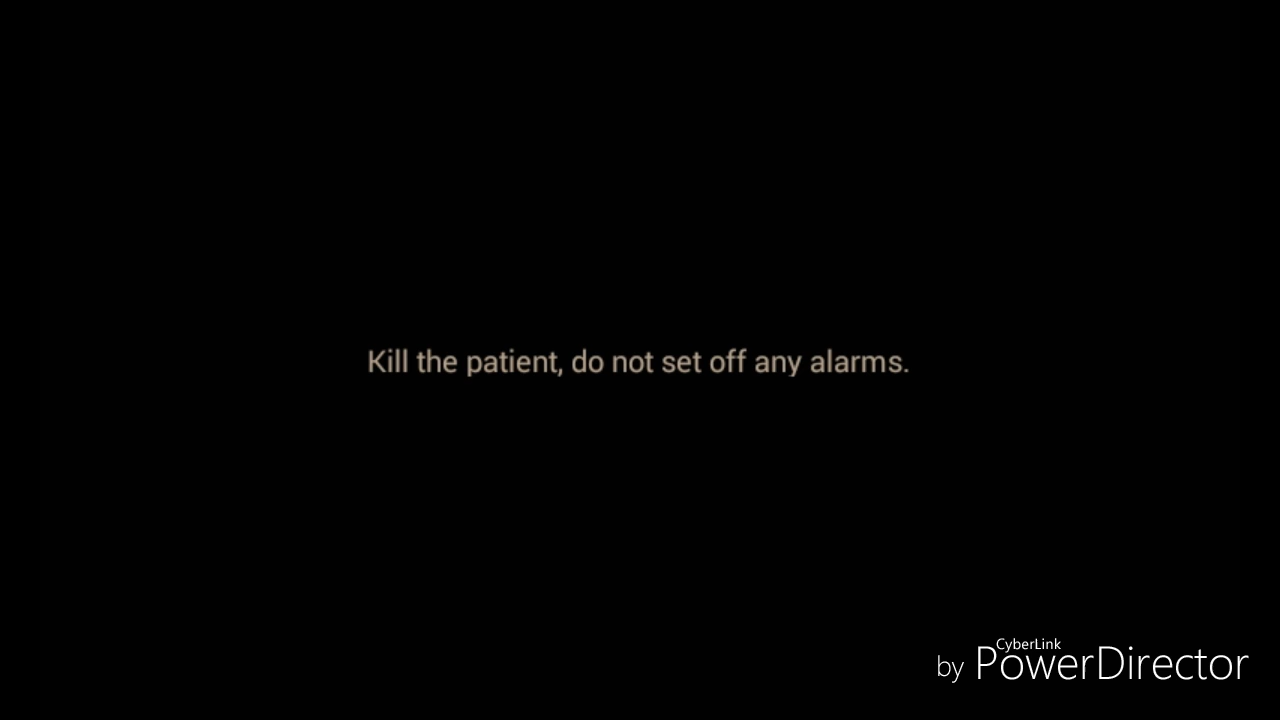 Kill the patient, do not set off any alarms.
CyberLink
by PowerDirector